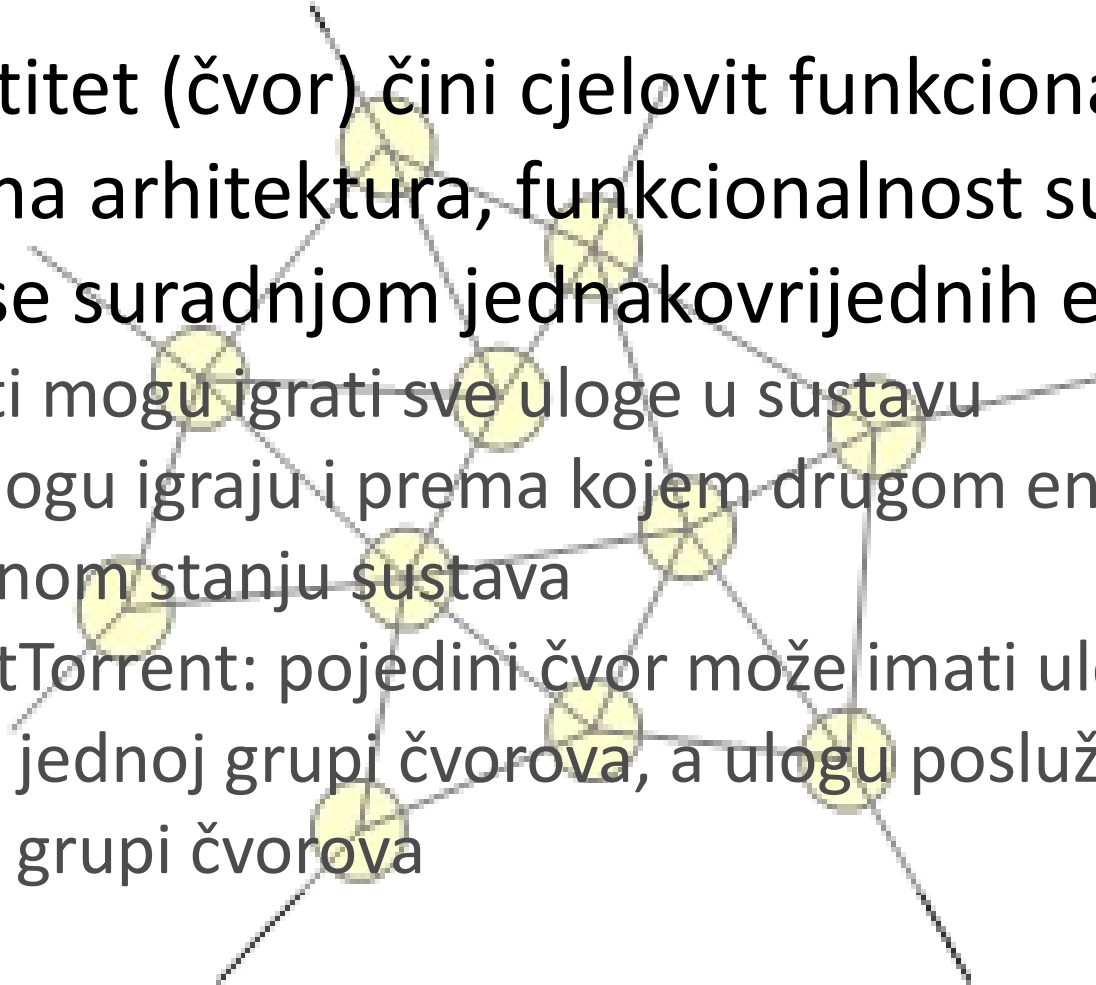 titet (čvor) čini cjelovit funkciona
na arhitektura, funkcionalnost su
se suradnjom jednakovrijednih e
ti mogu igrati sve uloge u sustavu
ogu igraju i prema kojem drugom en
nom stanju sustava
tTorrent: pojedini čvor može imati ulo
jednoj grupi čvorova, a ulogu posluž
grupi čvorova